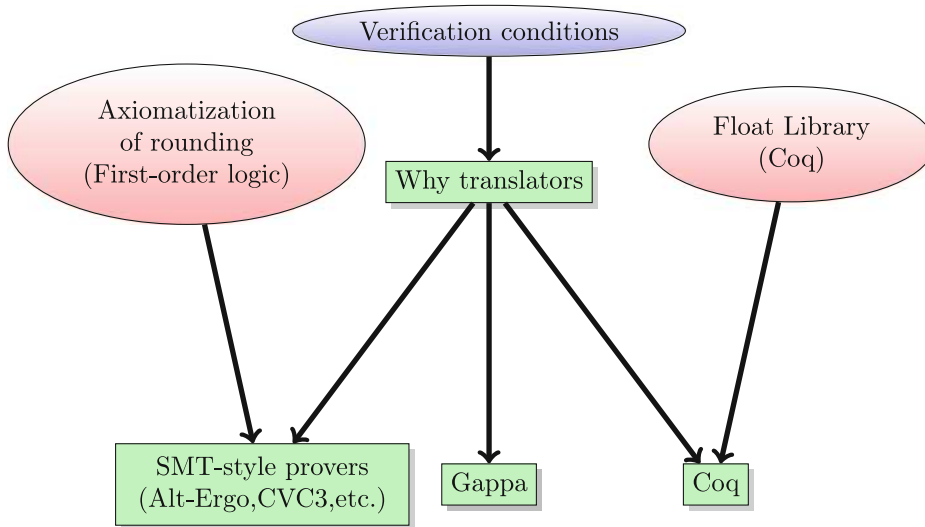 Verification conditions
Axiomatization
of rounding
(First-order logic)
Float Library
(Coq)
Why translators
SMT-style provers
(Alt-Ergo,CVC3,etc.)
Gappa
Coq